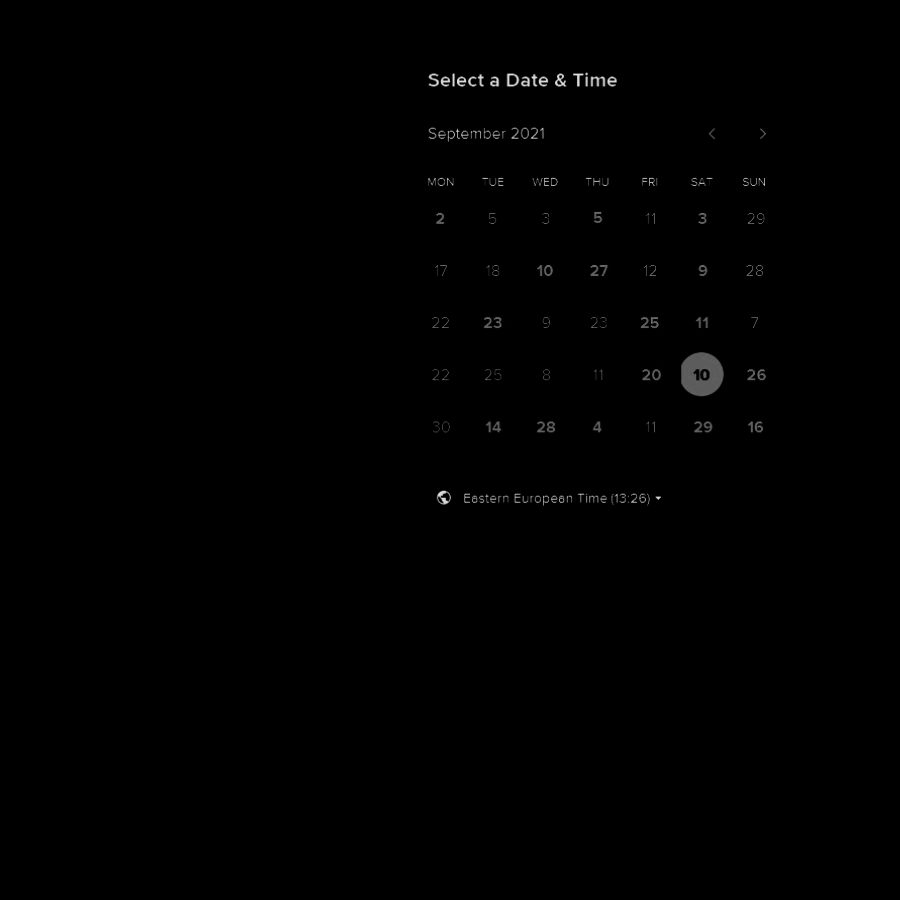 Select a Date & Time
September 2021
MON TUE WED THU FRI SAT SUN
2 5 3 5 11 3 29
17 18 10 27 12 9 28
22 23 9 23 25 11 7
22 25 8 11 20 10 26
30 14 28 4 11 29 16
Eastern European Time (13:26)